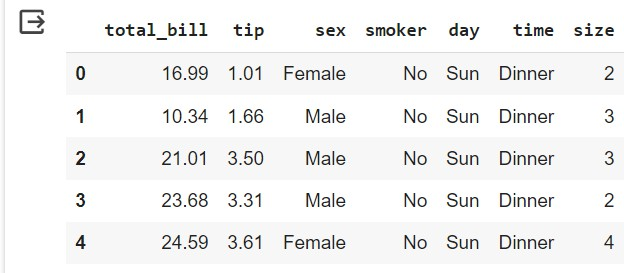 total_bill tip sex smoker day time size
0 16.99 1.01 Female No Sun Dinner 2
1 10.34 1.66 Male No Sun Dinner 3
2 21.01 3.50 Male No Sun Dinner 3
3 23.68 3.31 Male No Sun Dinner 2
4 24.59 3.61 Female No Sun Dinner 4